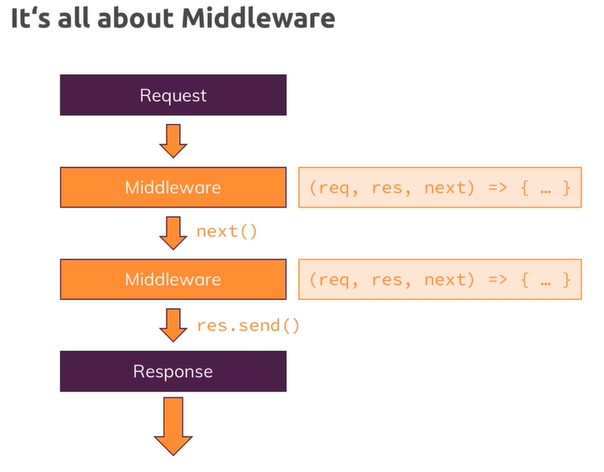 It‘s all about Middleware
Request
Middleware
(req, res, next) => { … }
next()
Middleware
(req, res, next) => { … }
res.send()
Response